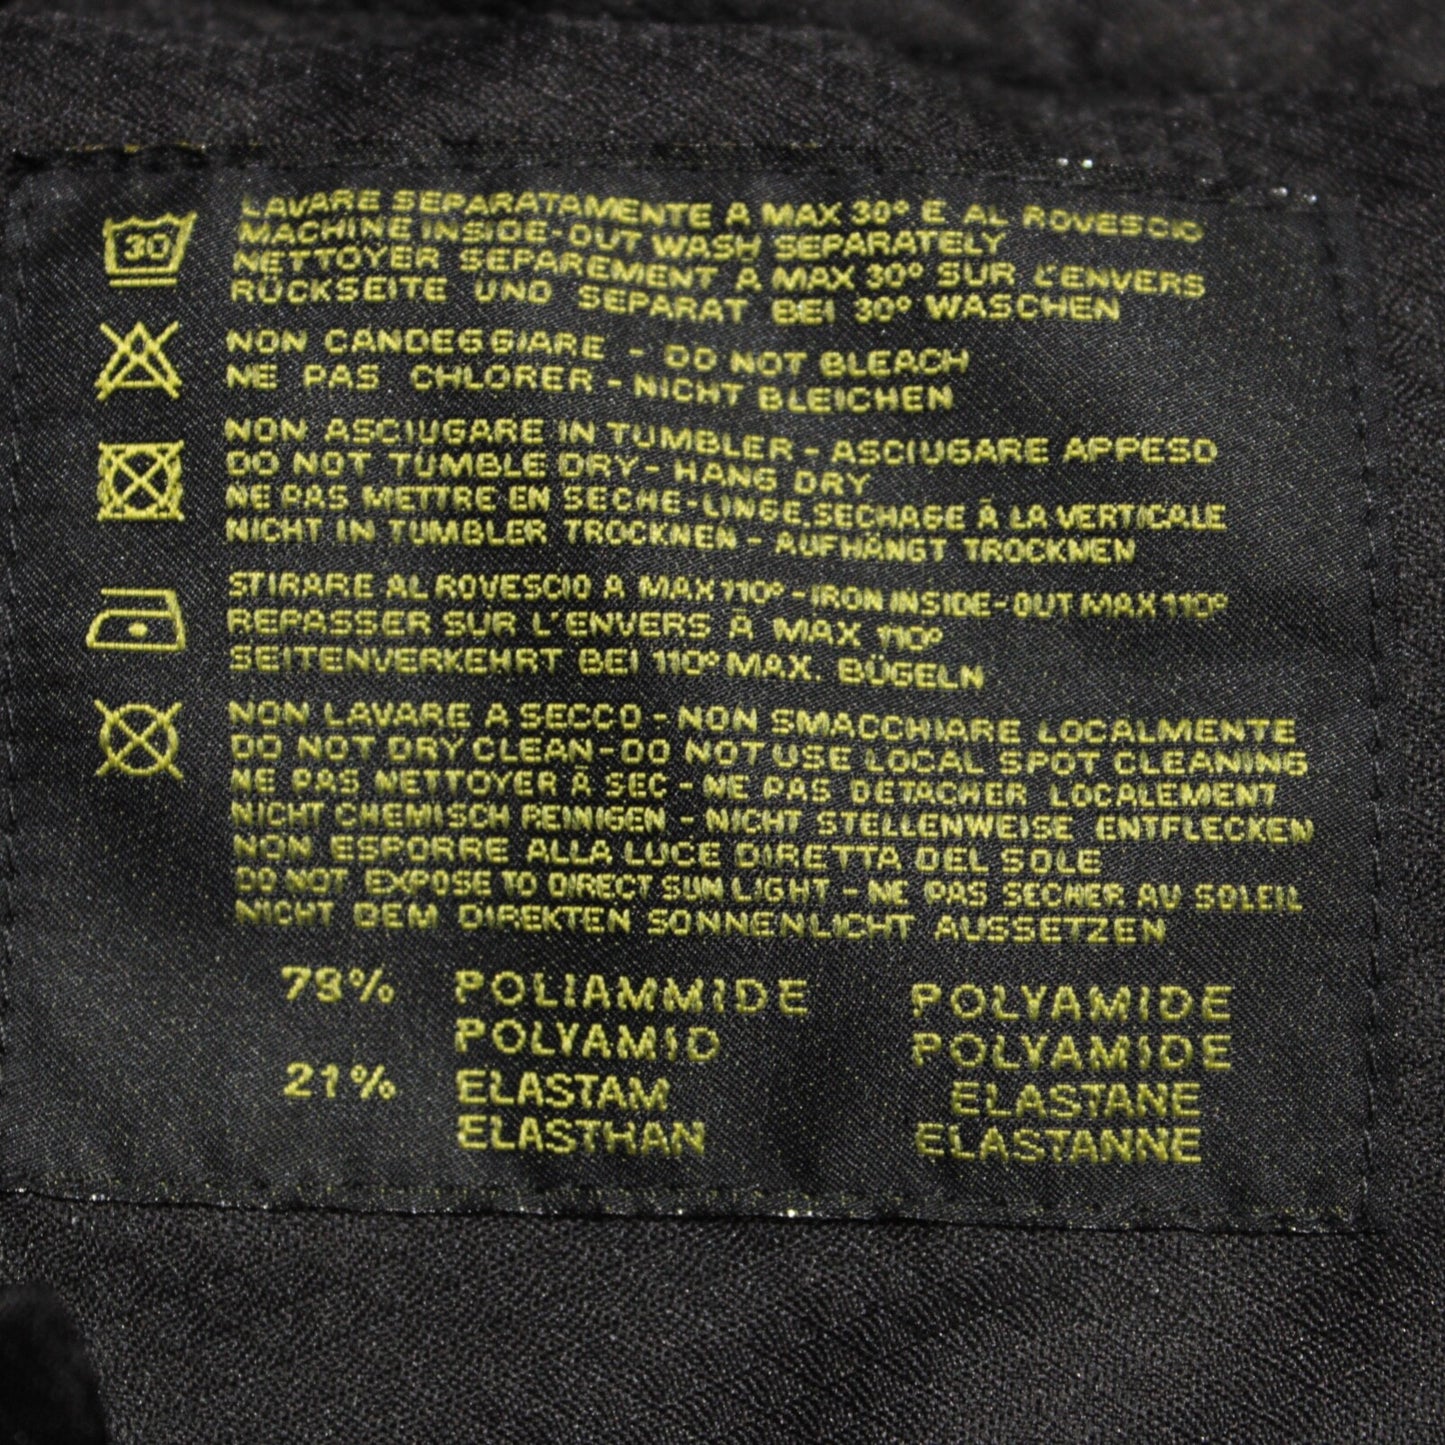 30
LAVARE SEPARATAMENTE A MAX 30° E AL ROVESCIO
MACHINE INSIDE-OUT WASH SEPARATELY
NETTOYER SEPAREMENT A MAX 30° SUR L'ENVERS
RÜCKSEITE UND SEPARAT BEI 30° WASCHEN
NON CANDEGGIARE - DO NOT BLEACH
NE PAS CHLORER - NICHT BLEICHEN
NON ASCIUGARE IN TUMBLER - ASCIUGARE APPESO
DO NOT TUMBLE DRY - HANG DRY
NE PAS METTRE EN SECHE-LINGE, SECHAGE À LA VERTICALE
NICHT IN TUMBLER TROCKNEN - AUFHÄNGT TROCKNEN
STIRARE AL ROVESCIO A MAX 110° - IRON INSIDE-OUT MAX 110°
REPASSER SUR L'ENVERS À MAX 110°
SEITENVERKEHRT BEI 110° MAX. BÜGELN
NON LAVARE A SECCO - NON SMACCHIARE LOCALMENTE
DO NOT DRY CLEAN - DO NOT USE LOCAL SPOT CLEANING
NE PAS NETTOYER À SEC - NE PAS DETACHER LOCALEMENT
NICHT CHEMISCH REINIGEN - NICHT STELLENWEISE ENTFLECKEN
NON ESPORRE ALLA LUCE DIRETTA DEL SOLE
DO NOT EXPOSE TO DIRECT SUN LIGHT - NE PAS SECHER AU SOLEIL
NICHT DEM DIREKTEN SONNENLICHT AUSSETZEN
79% POLIAMMIDE POLYAMIDE
POLYAMID POLYAMIDE
21% ELASTAM ELASTANE
ELASTHAN ELASTANNE